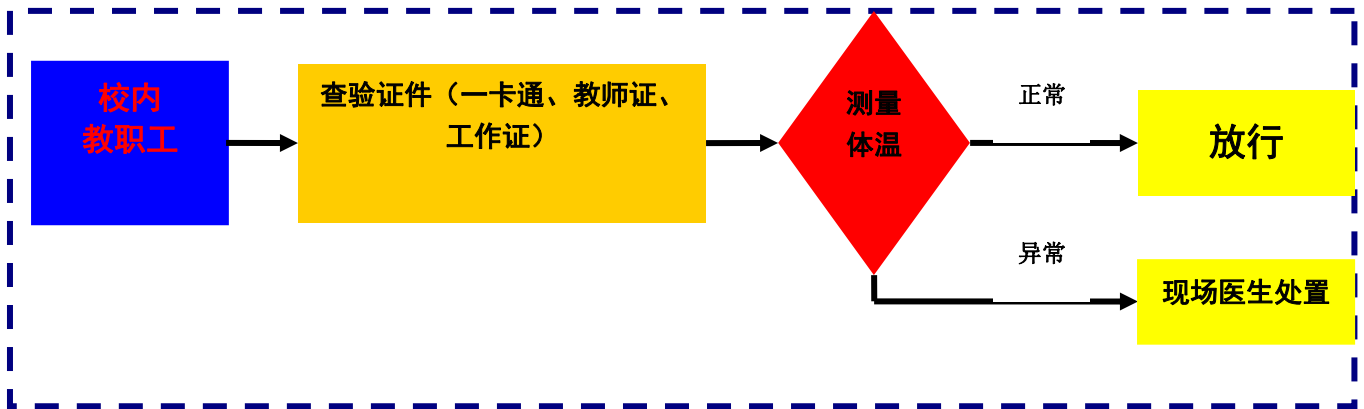 校内
教职工
查验证件（一卡通、教师证、
工作证）
测量
体温
正常
放行
异常
现场医生处置